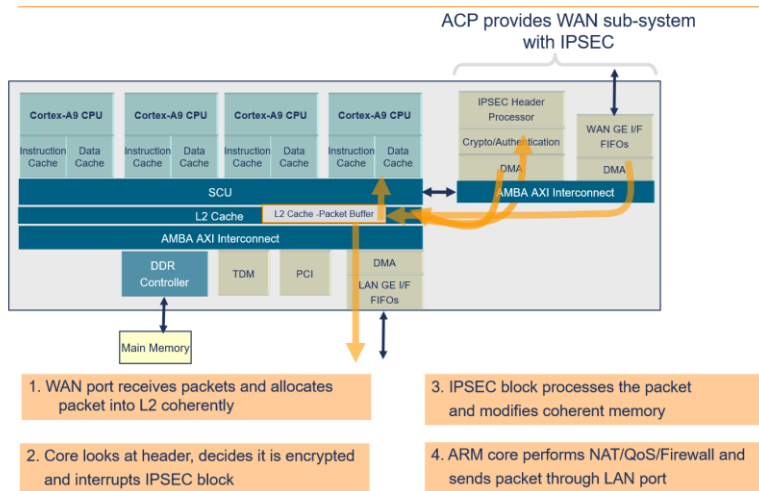 ACP provides WAN sub-system
with IPSEC
Cortex-A9 CPU
Instruction Cache
Data Cache
Cortex-A9 CPU
Instruction Cache
Data Cache
Cortex-A9 CPU
Instruction Cache
Data Cache
Cortex-A9 CPU
Instruction Cache
Data Cache
IPSEC Header
Processor
Crypto/Authentication
DMA
WAN GE I/F
FIFOs
DMA
SCU
AMBA AXI Interconnect
L2 Cache
L2 Cache -Packet Buffer
AMBA AXI Interconnect
DDR
Controller
TDM
PCI
DMA
LAN GE I/F
FIFOs
Main Memory
1. WAN port receives packets and allocates
packet into L2 coherently
2. Core looks at header, decides it is encrypted
and interrupts IPSEC block
3. IPSEC block processes the packet
and modifies coherent memory
4. ARM core performs NAT/QoS/Firewall and
sends packet through LAN port